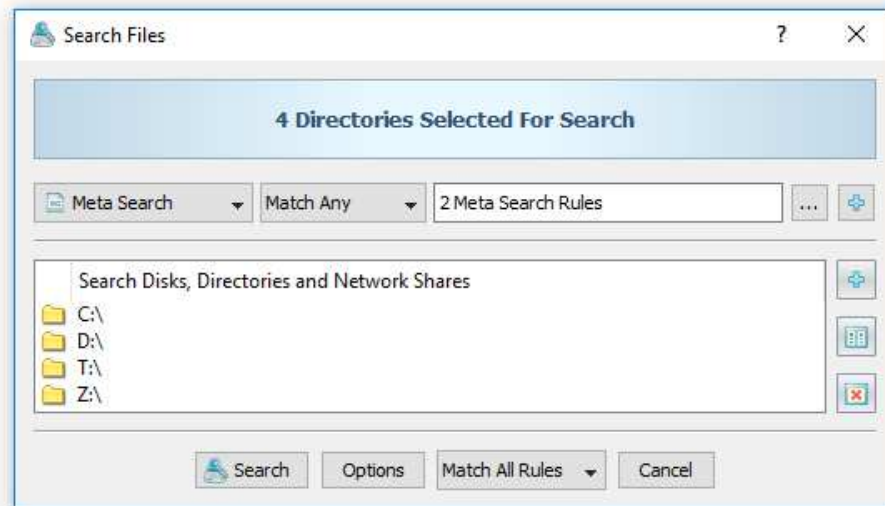 Search Files ?
4 Directories Selected For Search
Meta Search Match Any 2 Meta Search Rules ...
Search Disks, Directories and Network Shares
C:\
D:\
T:\
Z:\
Search Options Match All Rules Cancel